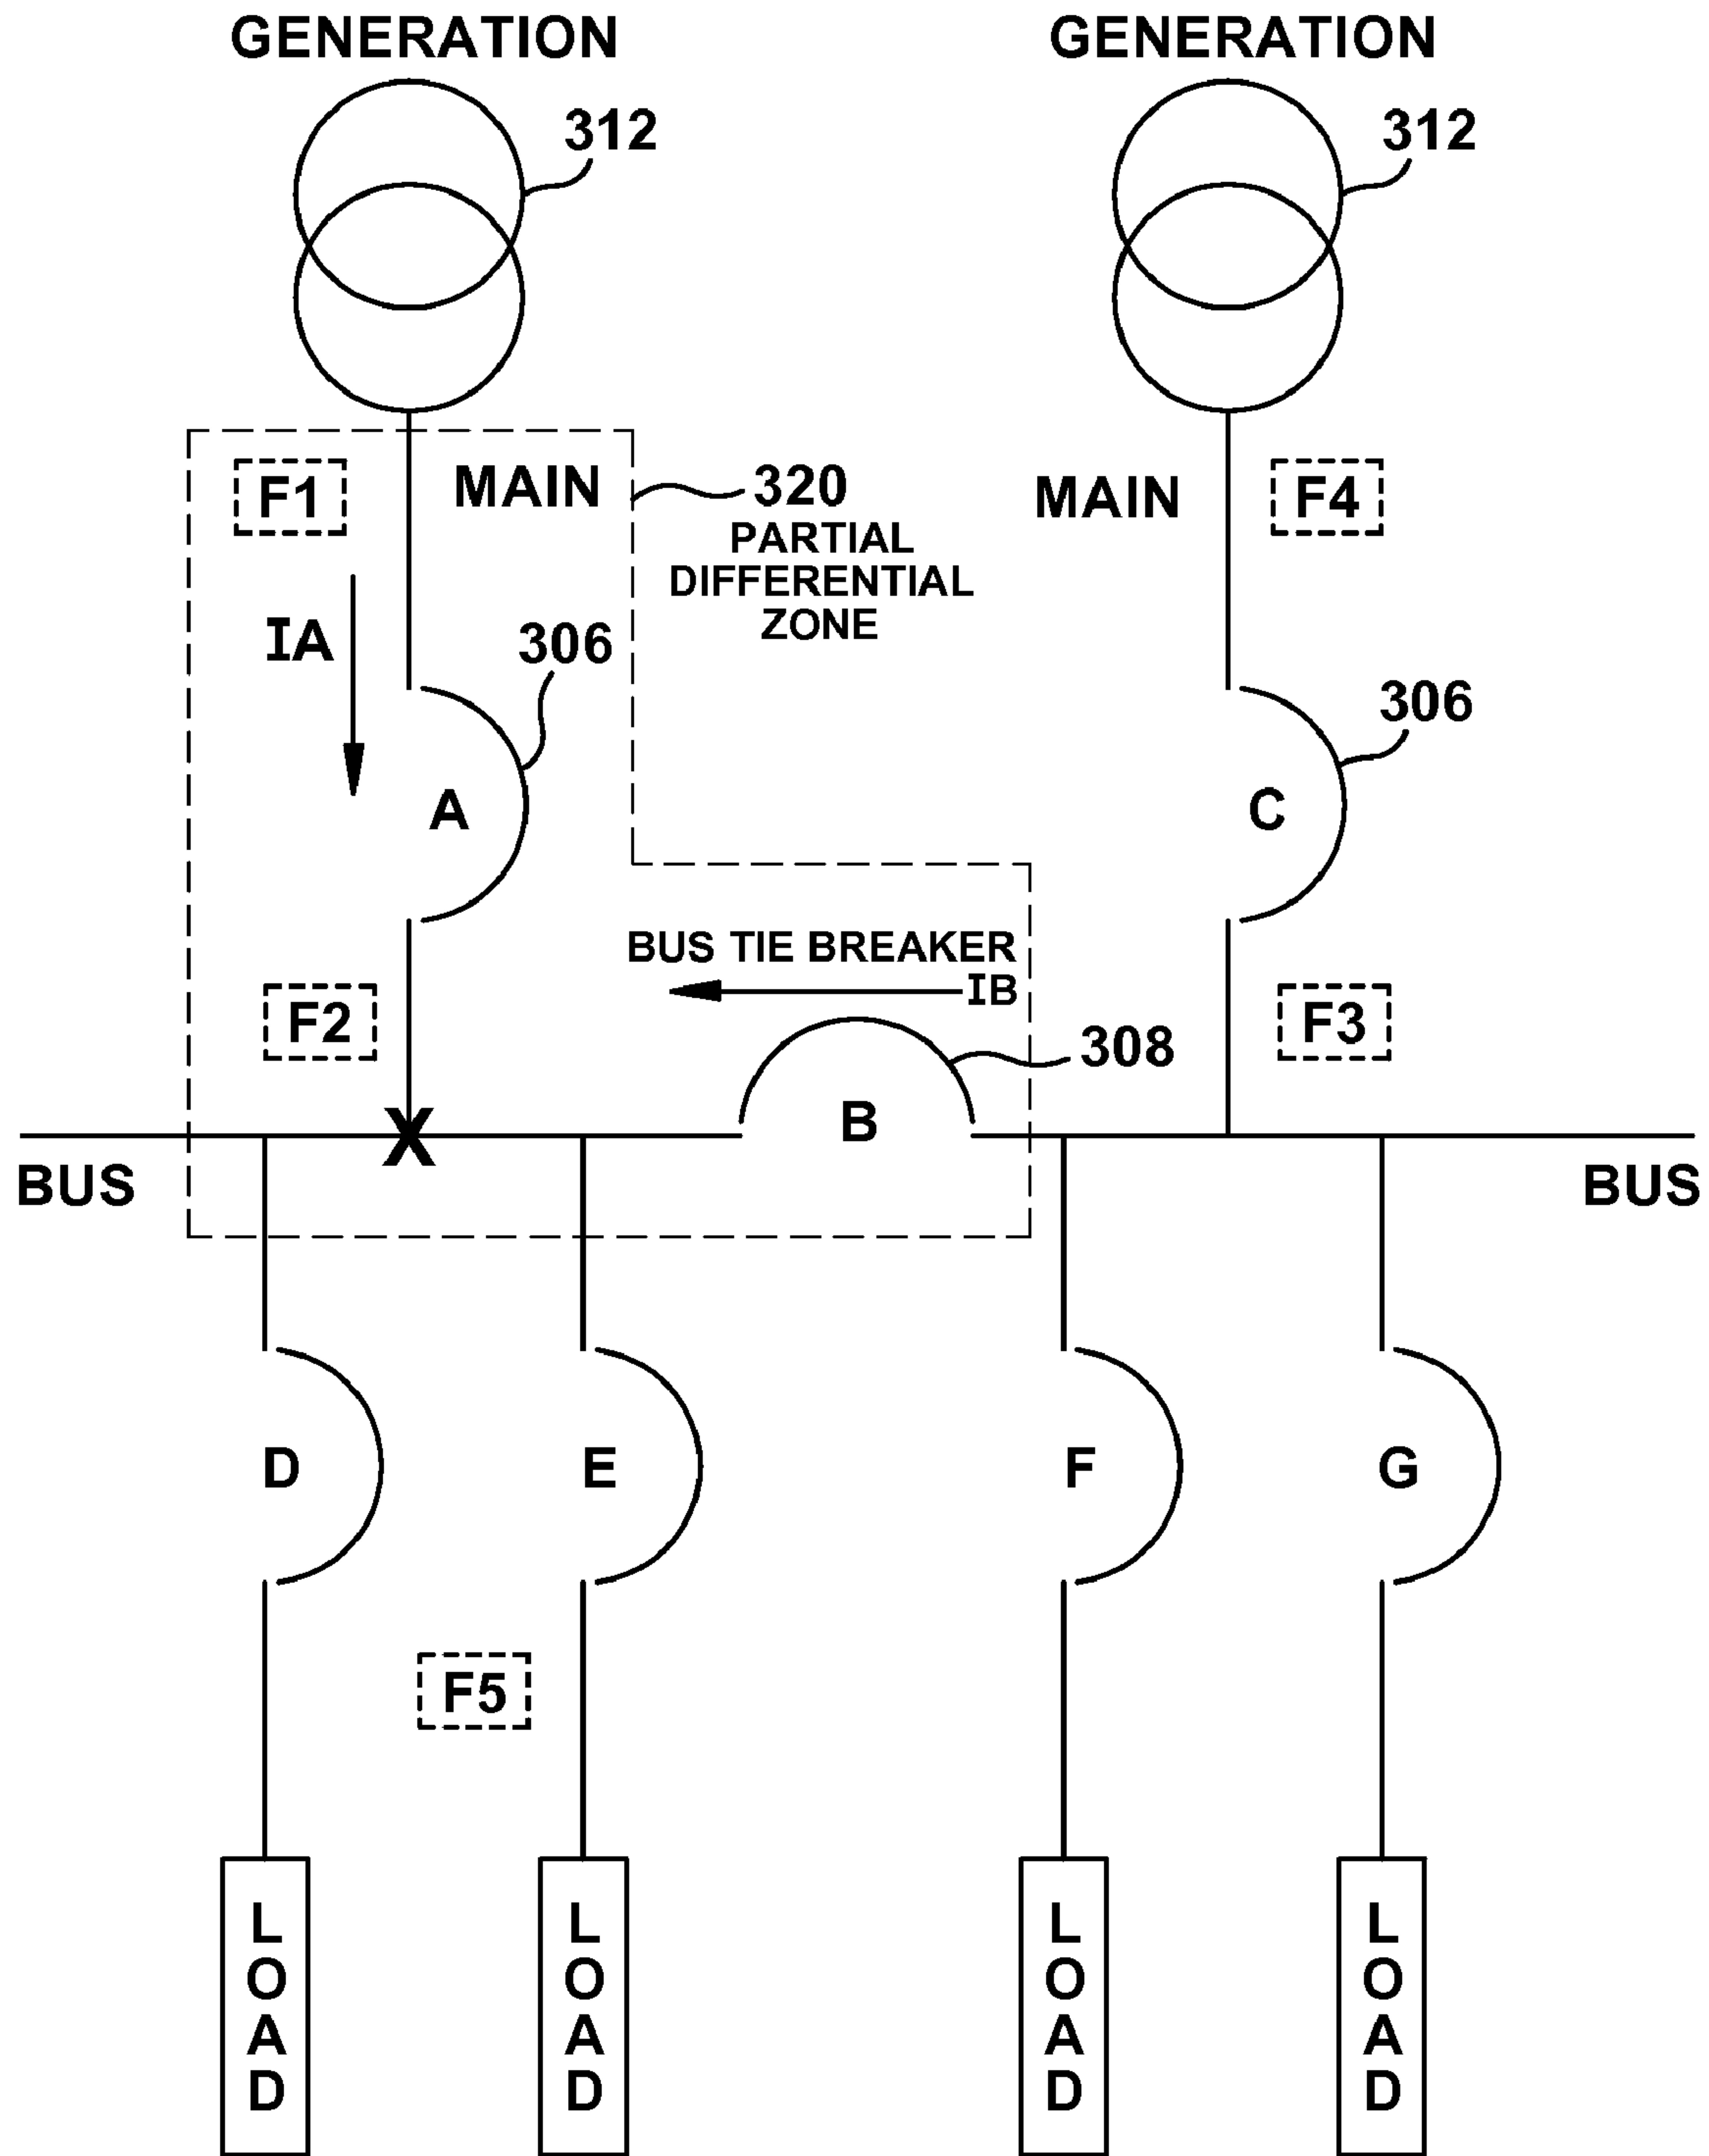 GENERATION
GENERATION
312
312
F1
MAIN
320
PARTIAL
DIFFERENTIAL
ZONE
MAIN
F4
IA
306
306
A
C
BUS TIE BREAKER
IB
F2
F3
308
B
X
BUS
BUS
D
E
F
G
F5
LOAD
LOAD
LOAD
LOAD